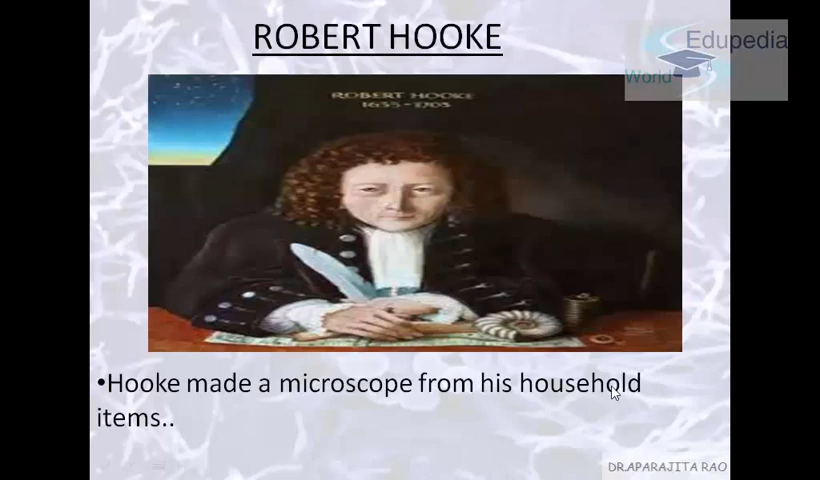 ROBERT HOOKE
Edupedia
World
ROBERT HOOKE
1635-1703
•Hooke made a microscope from his household
items..
DR.APARAJITA RAO